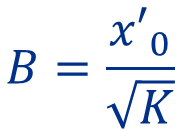 B = x′₀ / √K